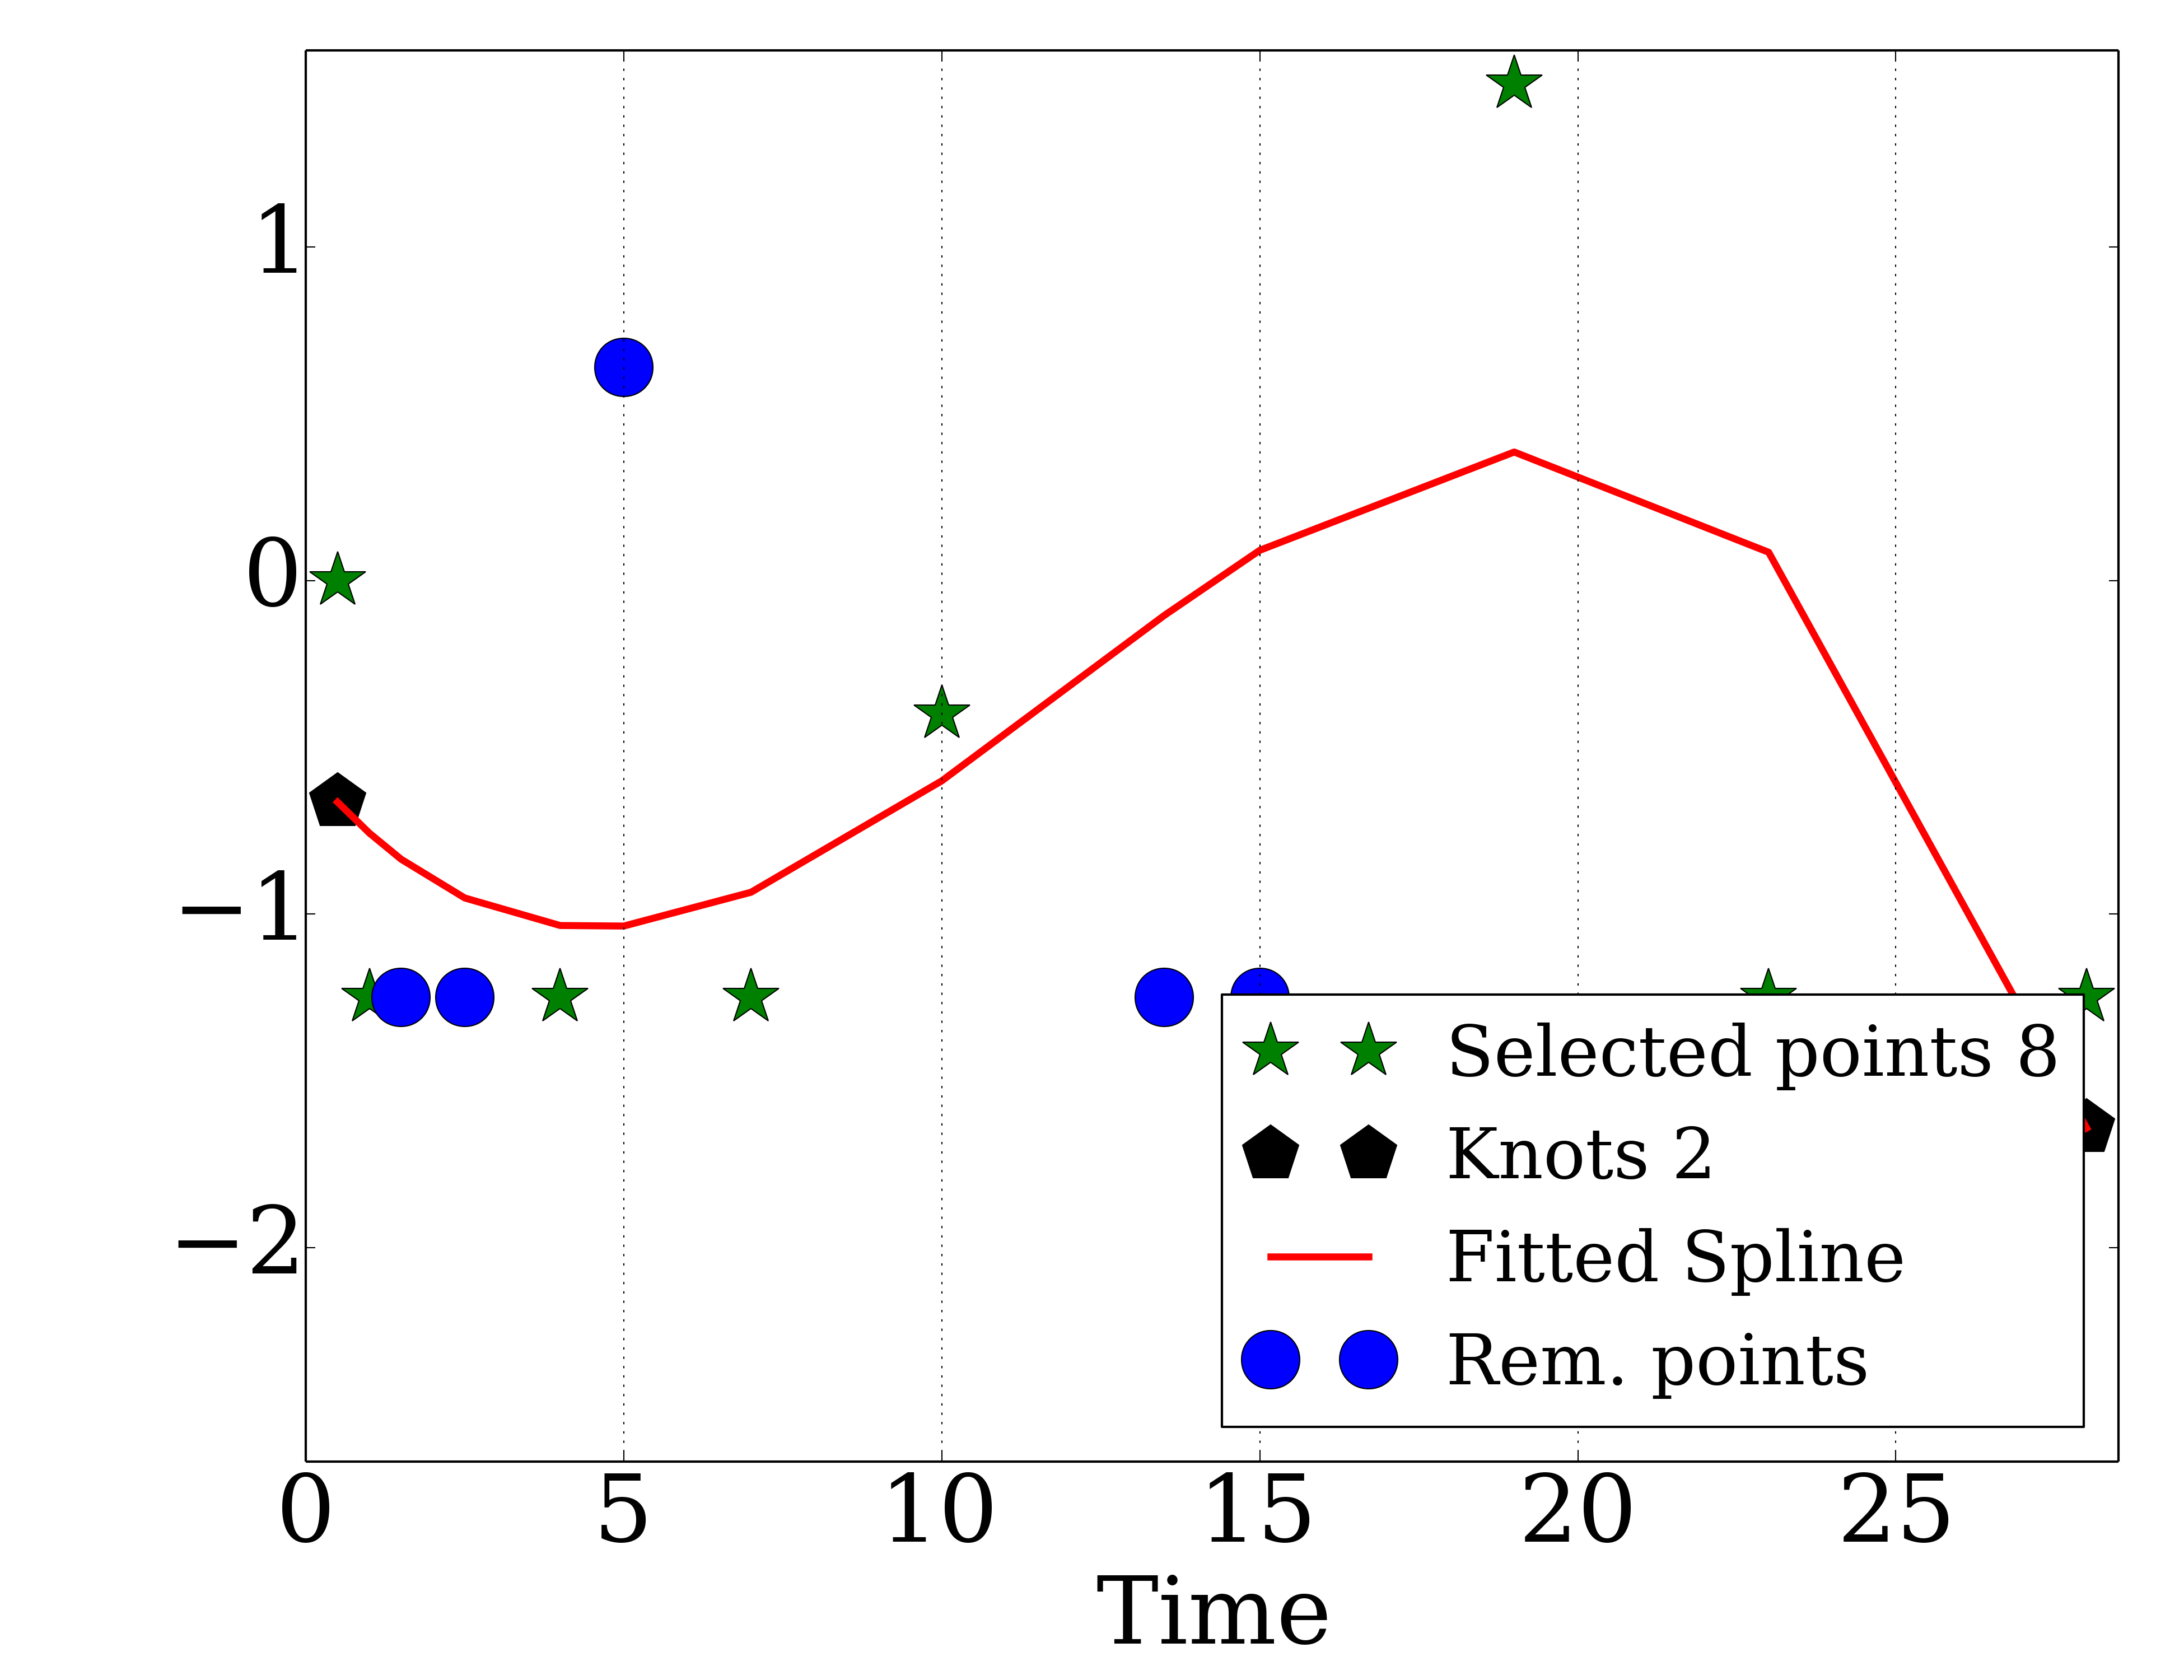 1
0
−1
−2
0 5 10 15 20 25
Time
Selected points 8
Knots 2
Fitted Spline
Rem. points